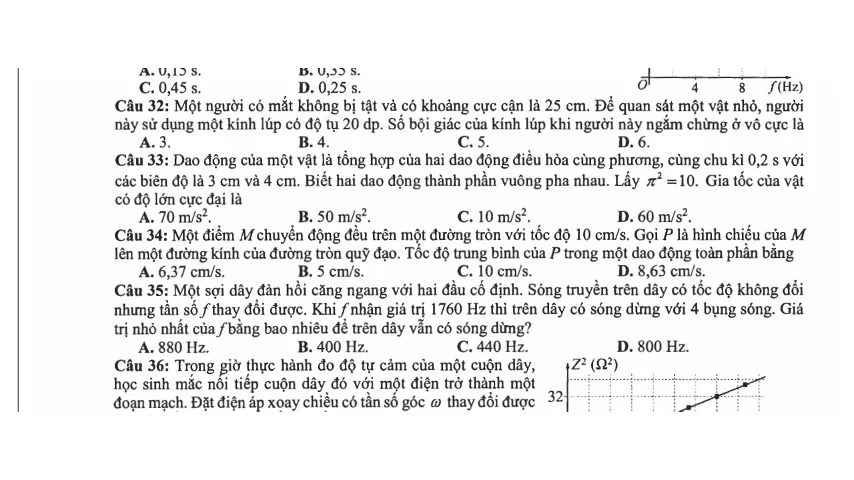 A. 0,15 s. B. 0,35 s.
C. 0,45 s. D. 0,25 s.
O 4 8 f(Hz)
Câu 32: Một người có mắt không bị tật và có khoảng cực cận là 25 cm. Để quan sát một vật nhỏ, người
này sử dụng một kính lúp có độ tụ 20 dp. Số bội giác của kính lúp khi người này ngắm chừng ở vô cực là
A. 3. B. 4. C. 5. D. 6.
Câu 33: Dao động của một vật là tổng hợp của hai dao động điều hòa cùng phương, cùng chu kì 0,2 s với
các biên độ là 3 cm và 4 cm. Biết hai dao động thành phần vuông pha nhau. Lấy π² =10. Gia tốc của vật
có độ lớn cực đại là
A. 70 m/s². B. 50 m/s². C. 10 m/s². D. 60 m/s².
Câu 34: Một điểm M chuyển động đều trên một đường tròn với tốc độ 10 cm/s. Gọi P là hình chiếu của M
lên một đường kính của đường tròn quỹ đạo. Tốc độ trung bình của P trong một dao động toàn phần bằng
A. 6,37 cm/s. B. 5 cm/s. C. 10 cm/s. D. 8,63 cm/s.
Câu 35: Một sợi dây đàn hồi căng ngang với hai đầu cố định. Sóng truyền trên dây có tốc độ không đổi
nhưng tần số f thay đổi được. Khi f nhận giá trị 1760 Hz thì trên dây có sóng dừng với 4 bụng sóng. Giá
trị nhỏ nhất của f bằng bao nhiêu để trên dây vẫn có sóng dừng?
A. 880 Hz. B. 400 Hz. C. 440 Hz. D. 800 Hz.
Câu 36: Trong giờ thực hành đo độ tự cảm của một cuộn dây,
học sinh mắc nối tiếp cuộn dây đó với một điện trở thành một
đoạn mạch. Đặt điện áp xoay chiều có tần số góc ω thay đổi được
Z² (Ω²)
32